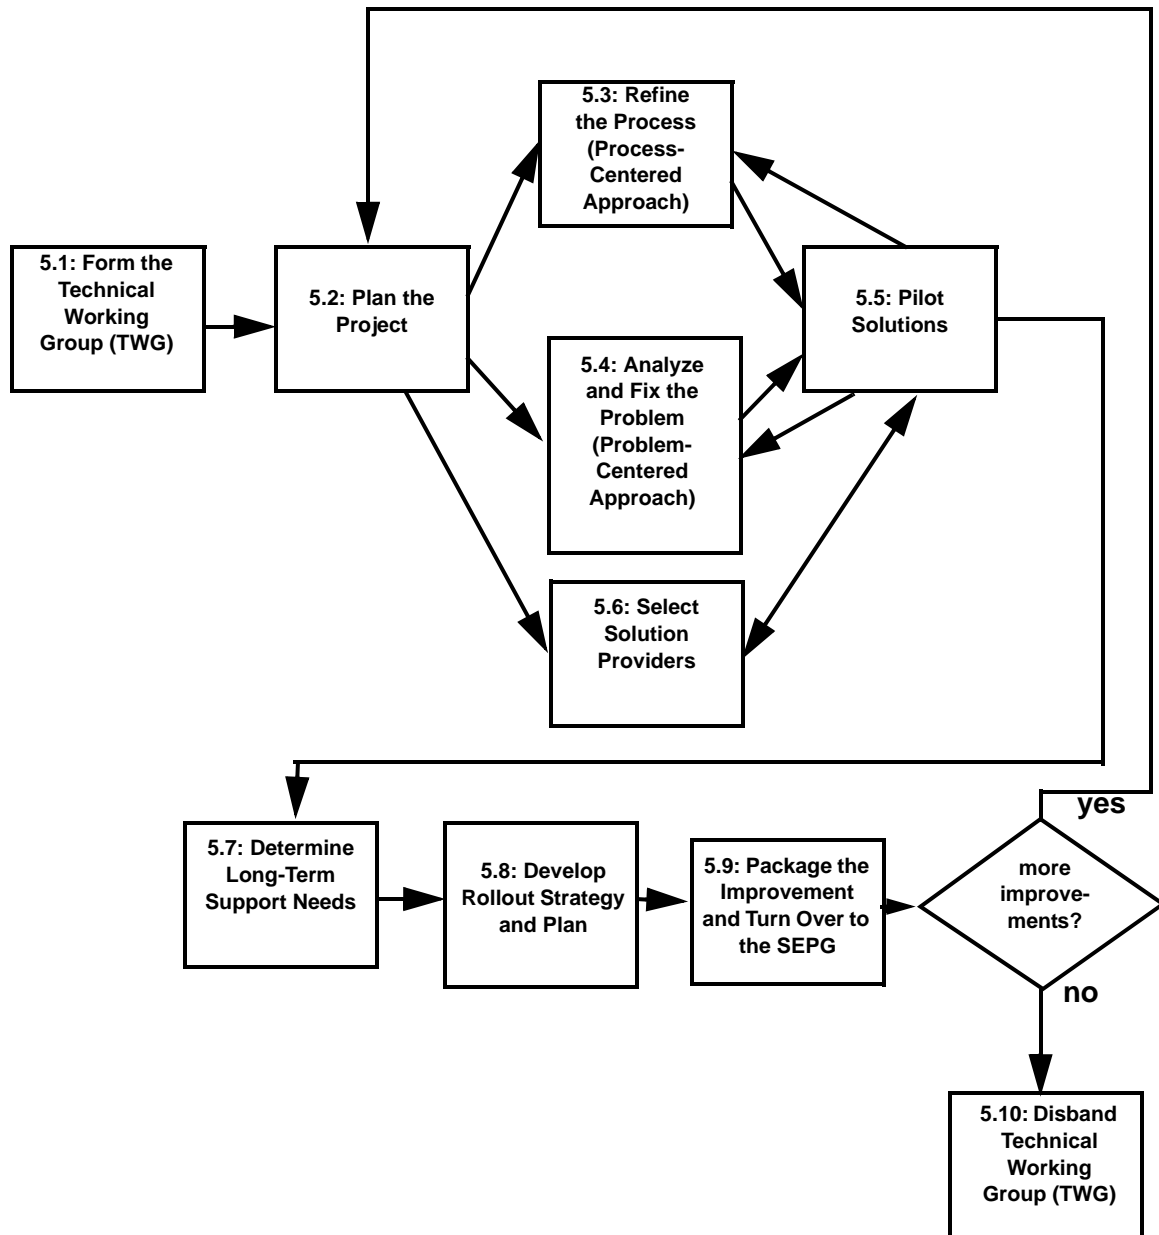 5.3: Refine
the Process
(Process-
Centered
Approach)
5.1: Form the
Technical
Working
Group (TWG)
5.2: Plan the
Project
5.5: Pilot
Solutions
5.4: Analyze
and Fix the
Problem
(Problem-
Centered
Approach)
5.6: Select
Solution
Providers
yes
5.7: Determine
Long-Term
Support Needs
5.8: Develop
Rollout Strategy
and Plan
5.9: Package the
Improvement
and Turn Over to
the SEPG
more
improve-
ments?
no
5.10: Disband
Technical
Working
Group (TWG)